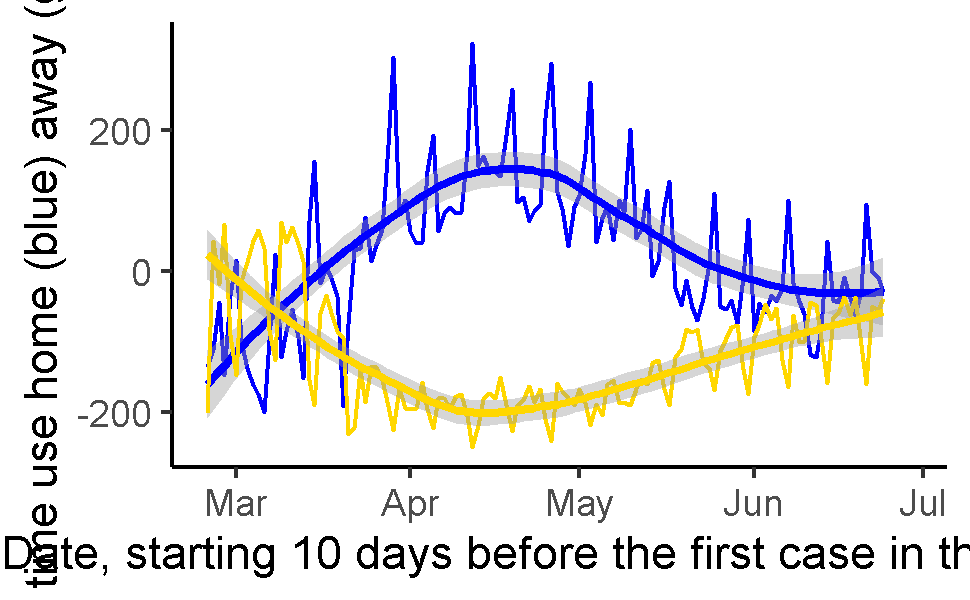 time use home (blue) away (
200
0
-200
Mar Apr May Jun Jul
Date, starting 10 days before the first case in th